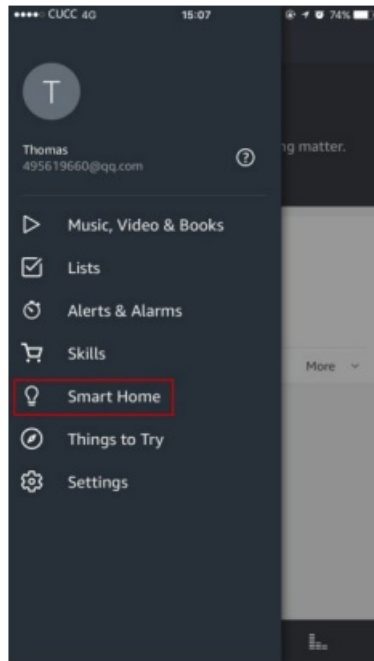 CUCC 4G 15:07 74%
T
Thomas
495619660@qq.com
ng matter.
Music, Video & Books
Lists
Alerts & Alarms
Skills
More
Smart Home
Things to Try
Settings